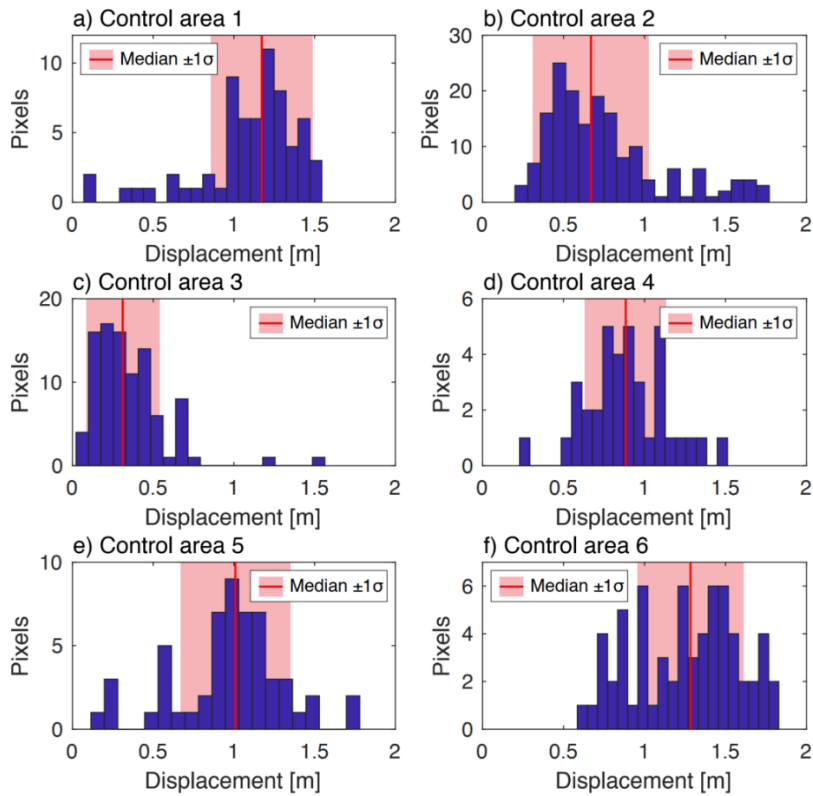 a) Control area 1
Median ±1σ
Pixels
10
5
0
0 0.5 1 1.5 2
Displacement [m]
b) Control area 2
Median ±1σ
Pixels
30
20
10
0
0 0.5 1 1.5 2
Displacement [m]
c) Control area 3
Median ±1σ
Pixels
20
10
0
0 0.5 1 1.5 2
Displacement [m]
d) Control area 4
Median ±1σ
Pixels
6
4
2
0
0 0.5 1 1.5 2
Displacement [m]
e) Control area 5
Median ±1σ
Pixels
10
5
0
0 0.5 1 1.5 2
Displacement [m]
f) Control area 6
Median ±1σ
Pixels
6
4
2
0
0 0.5 1 1.5 2
Displacement [m]